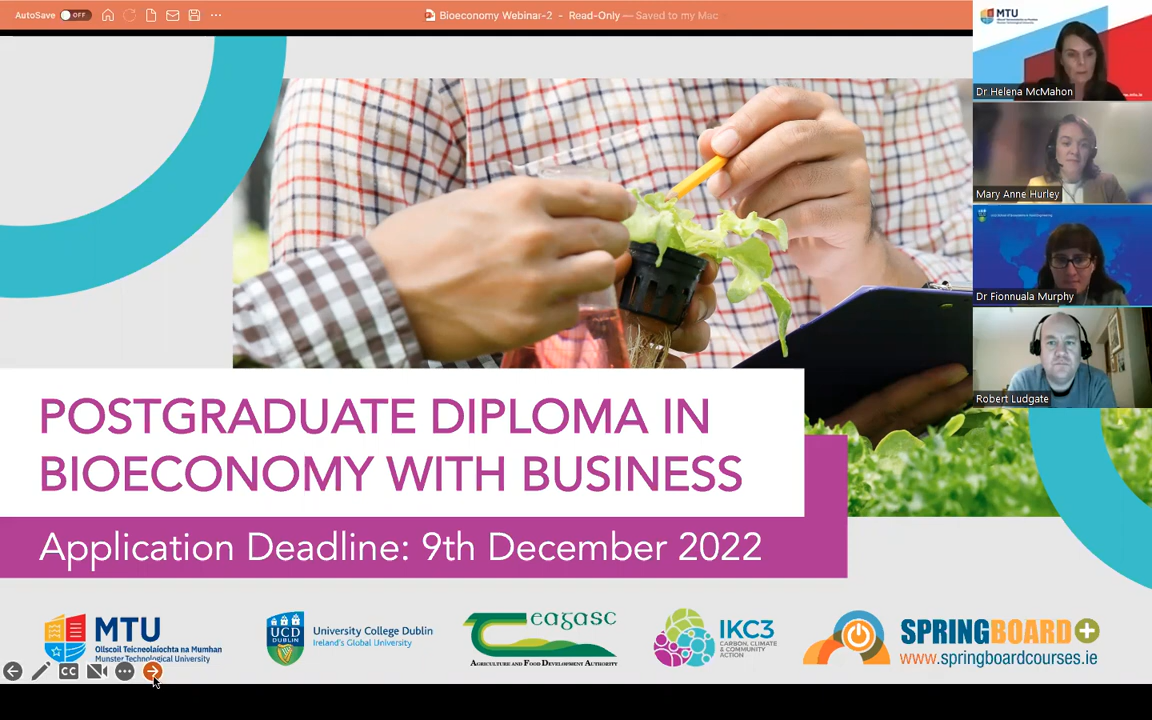 AutoSave OFF
Bioeconomy Webinar-2 - Read-Only — Saved to my Mac
MTU
Dr Helena McMahon
Mary Anne Hurley
Dr Fionnuala Murphy
Robert Ludgate
POSTGRADUATE DIPLOMA IN
BIOECONOMY WITH BUSINESS
Application Deadline: 9th December 2022
MTU
Ollscoil Teicneolaíochta na Mumhan
Munster Technological University
UCD
DUBLIN
University College Dublin
Ireland's Global University
Teagasc
AGRICULTURE AND FOOD DEVELOPMENT AUTHORITY
IKC3
CARBON, CLIMATE
& COMMUNITY
ACTION
SPRINGBOARD+
www.springboardcourses.ie
CC